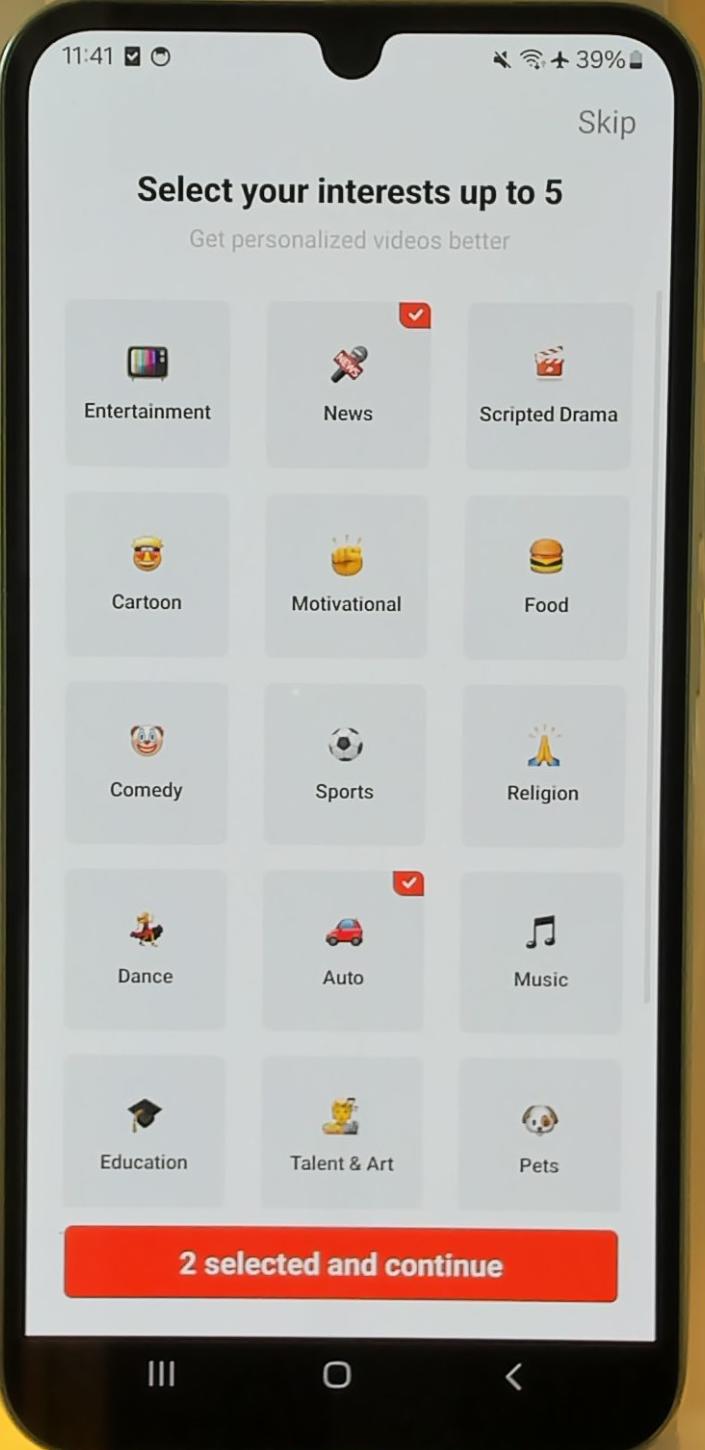 11:41 39%
Skip
Select your interests up to 5
Get personalized videos better
NEWS
Entertainment News Scripted Drama
Cartoon Motivational Food
Comedy Sports Religion
Dance Auto Music
Education Talent & Art Pets
2 selected and continue